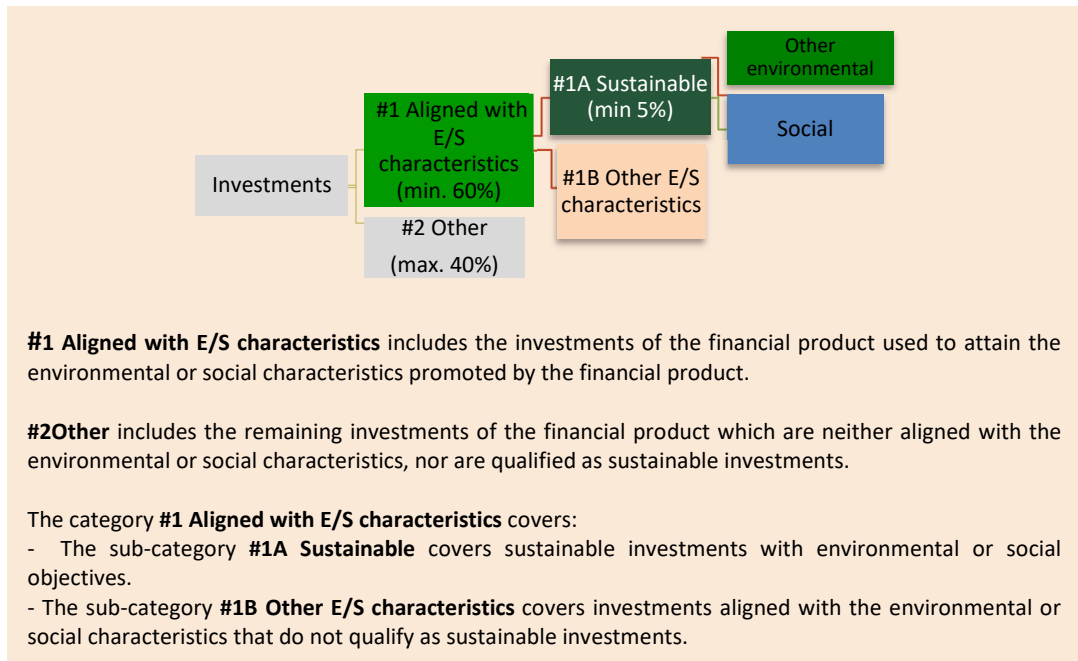 Other
environmental
#1A Sustainable
(min 5%)
Social
#1 Aligned with
E/S
characteristics
(min. 60%)
Investments
#1B Other E/S
characteristics
#2 Other
(max. 40%)
#1 Aligned with E/S characteristics includes the investments of the financial product used to attain the
environmental or social characteristics promoted by the financial product.
#2Other includes the remaining investments of the financial product which are neither aligned with the
environmental or social characteristics, nor are qualified as sustainable investments.
The category #1 Aligned with E/S characteristics covers:
- The sub-category #1A Sustainable covers sustainable investments with environmental or social
objectives.
- The sub-category #1B Other E/S characteristics covers investments aligned with the environmental or
social characteristics that do not qualify as sustainable investments.